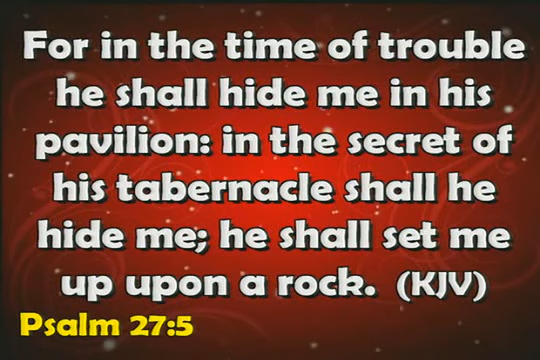 For in the time of trouble
he shall hide me in his
pavilion: in the secret of
his tabernacle shall he
hide me; he shall set me
up upon a rock. (KJV)
Psalm 27:5